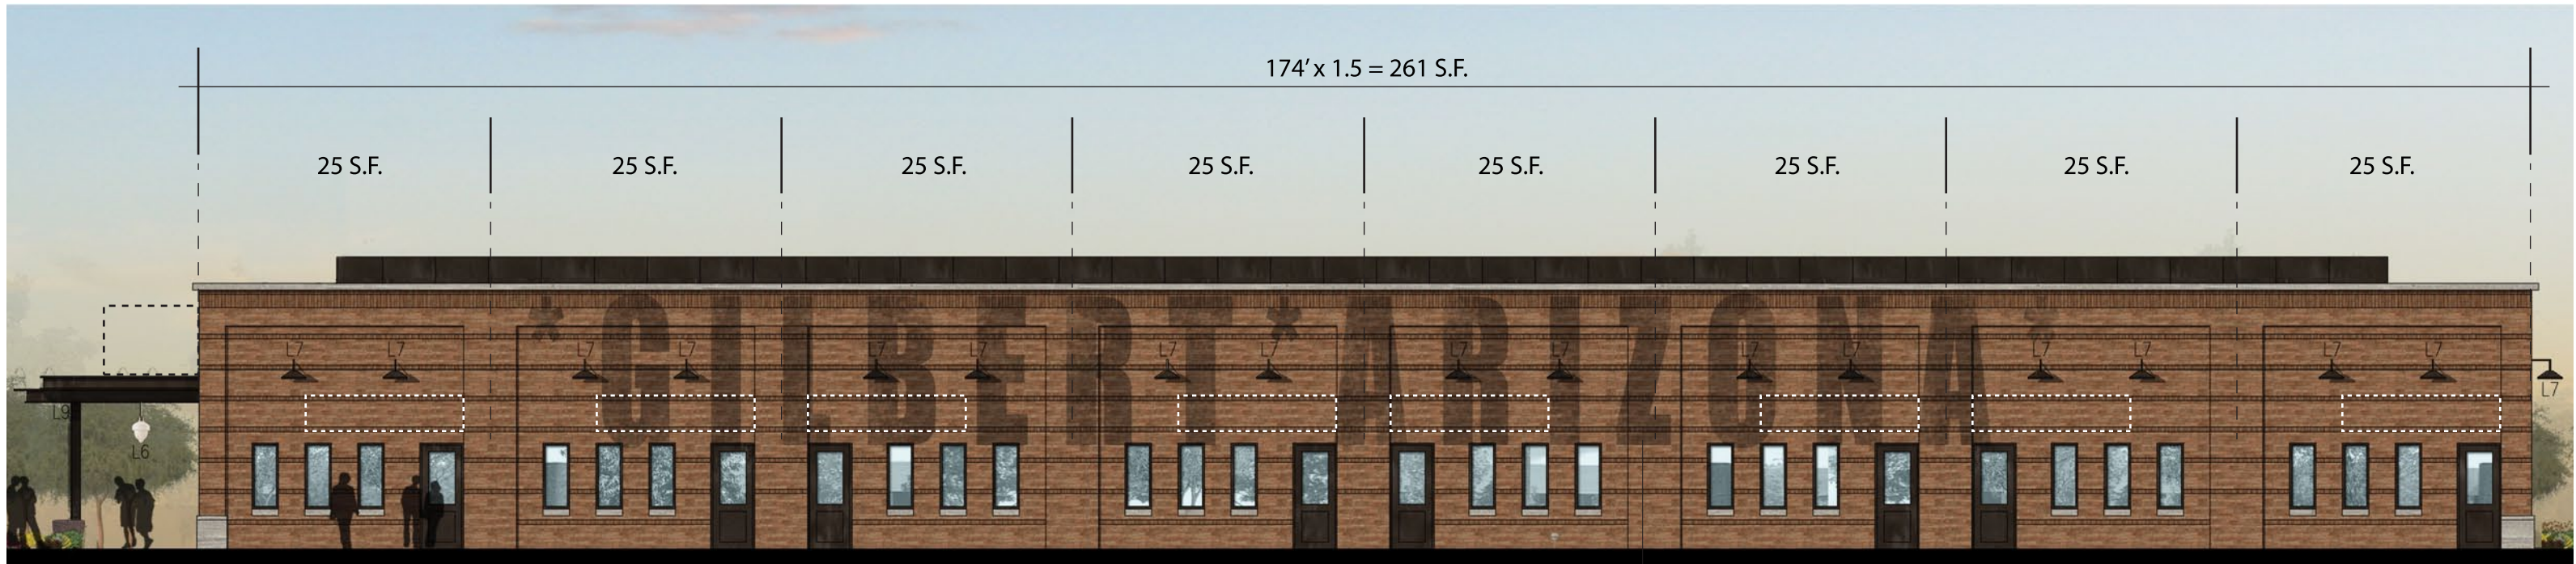 174' x 1.5 = 261 S.F.
25 S.F. 25 S.F. 25 S.F. 25 S.F. 25 S.F. 25 S.F. 25 S.F. 25 S.F.
*GILBERT*ARIZONA*
L7 L7 L7 L7 L7 L7 L7 L7 L7 L7 L7 L7 L7 L7 L7 L7
L7
L9
L6